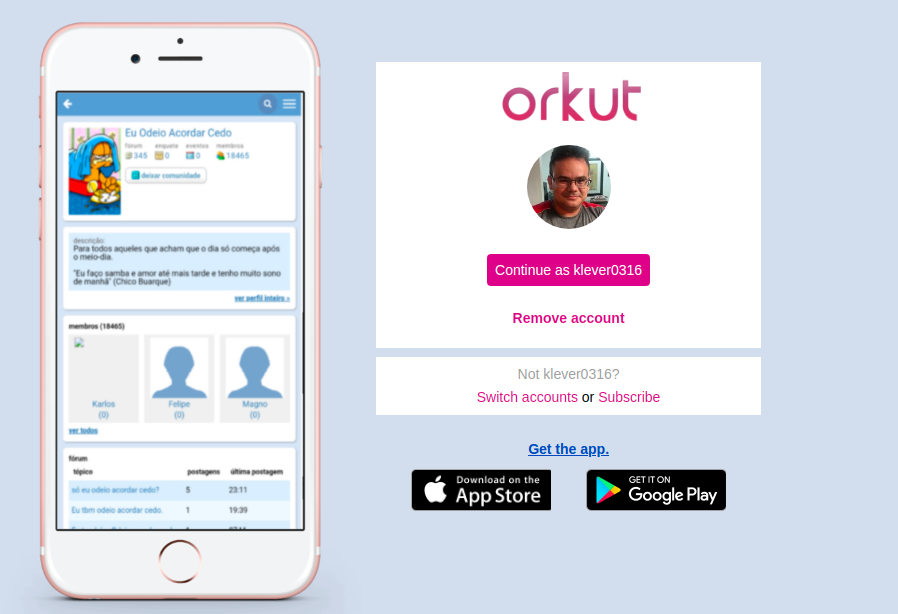 Eu Odeio Acordar Cedo
fórum enquete eventos membros
345 0 0 18465
deixar comunidade
descrição:
Para todos aqueles que acham que o dia só começa após
o meio-dia.
"Eu faço samba e amor até mais tarde e tenho muito sono
de manhã" (Chico Buarque)
ver perfil inteiro »
membros (18465)
Karlos Felipe Magno
(0) (0) (0)
ver todos
fórum
tópico postagens última postagem
só eu odeio acordar cedo? 5 23:11
Eu tbm odeio acordar cedo. 1 19:39
orkut
Continue as klever0316
Remove account
Not klever0316?
Switch accounts or Subscribe
Get the app.
Download on the
App Store
GET IT ON
Google Play